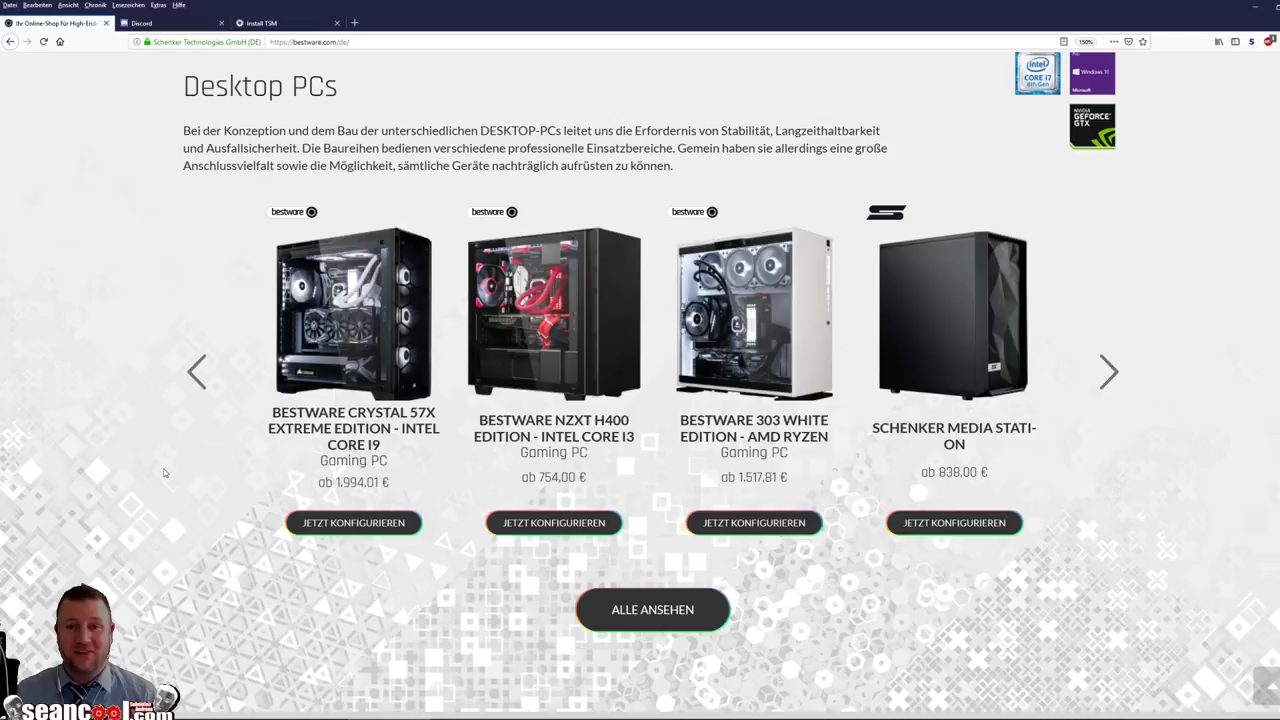 Datei Bearbeiten Ansicht Chronik Lesezeichen Extras Hilfe
Ihr Online-Shop für High-End- Discord Install TSM
Schenker Technologies GmbH (DE) https://bestware.com/de/ 150%
Desktop PCs
intel CORE i7 8th Gen
Windows 10
Microsoft
NVIDIA GEFORCE GTX
Bei der Konzeption und dem Bau der unterschiedlichen DESKTOP-PCs leitet uns die Erfordernis von Stabilität, Langzeithaltbarkeit
und Ausfallsicherheit. Die Baureihen bedienen verschiedene professionelle Einsatzbereiche. Gemein haben sie allerdings eine große
Anschlussvielfalt sowie die Möglichkeit, sämtliche Geräte nachträglich aufrüsten zu können.
bestware bestware bestware
BESTWARE CRYSTAL 57X
EXTREME EDITION - INTEL
CORE I9
Gaming PC
ab 1.994,01 €
JETZT KONFIGURIEREN
BESTWARE NZXT H400
EDITION - INTEL CORE I3
Gaming PC
ab 754,00 €
JETZT KONFIGURIEREN
BESTWARE 303 WHITE
EDITION - AMD RYZEN
Gaming PC
ab 1.517,81 €
JETZT KONFIGURIEREN
SCHENKER MEDIA STATI-
ON
ab 838,00 €
JETZT KONFIGURIEREN
ALLE ANSEHEN
seancool.com